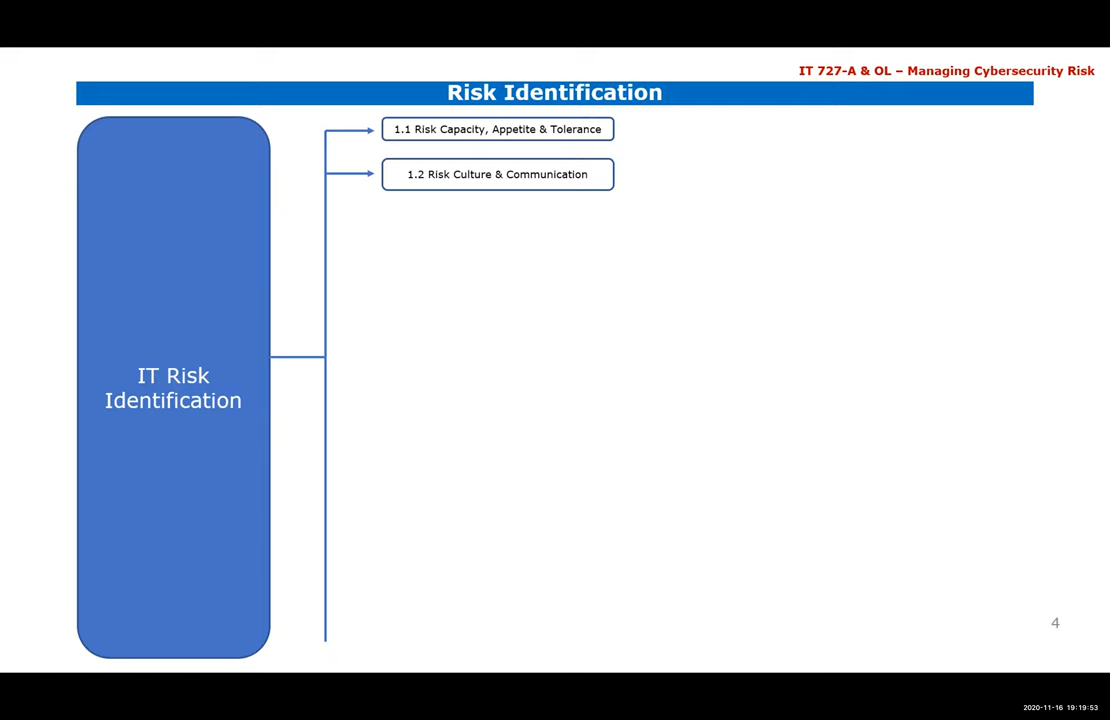 IT 727-A & OL – Managing Cybersecurity Risk
Risk Identification
1.1 Risk Capacity, Appetite & Tolerance
1.2 Risk Culture & Communication
IT Risk
Identification
4
2020-11-16 19:19:53